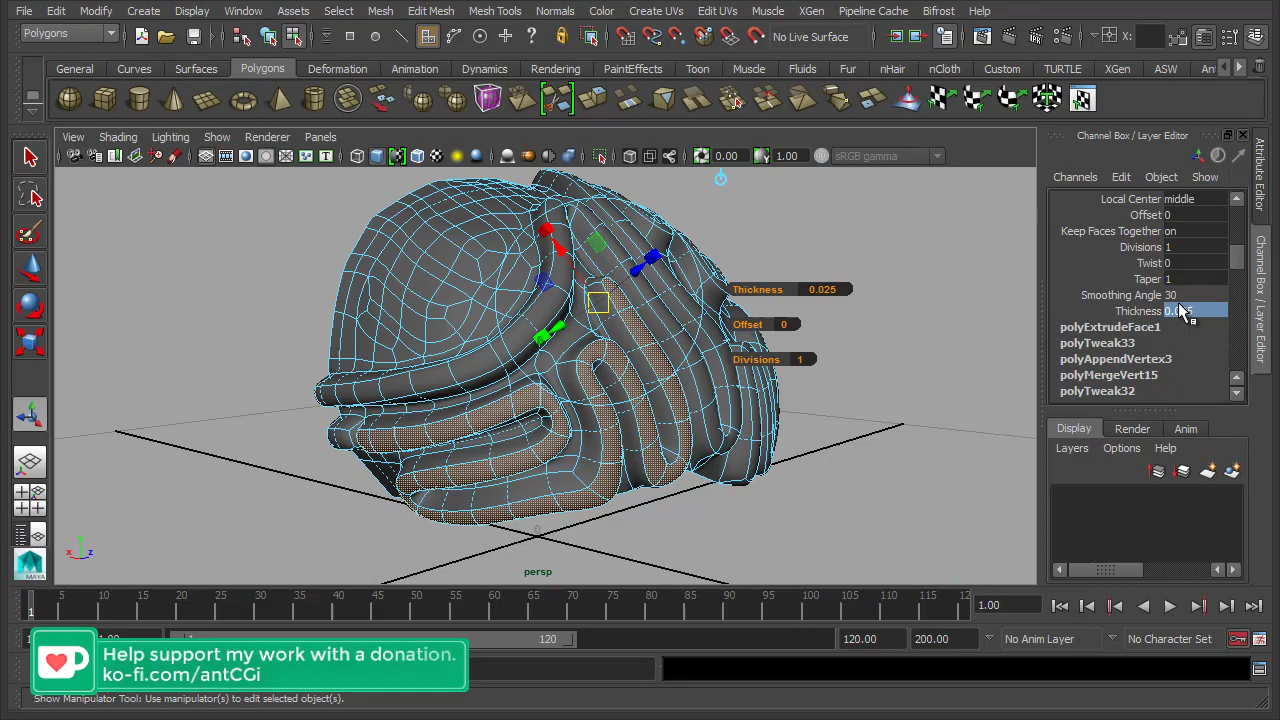 File Edit Modify Create Display Window Assets Select Mesh Edit Mesh Mesh Tools Normals Color Create UVs Edit UVs Muscle XGen Pipeline Cache Bifrost Help
Polygons No Live Surface X:
General Curves Surfaces Polygons Deformation Animation Dynamics Rendering PaintEffects Toon Muscle Fluids Fur nHair nCloth Custom TURTLE XGen ASW
View Shading Lighting Show Renderer Panels
0.00 1.00 sRGB gamma
Thickness 0.025
Offset 0
Divisions 1
persp
Channel Box / Layer Editor
Channels Edit Object Show
Local Center middle
Offset 0
Keep Faces Together on
Divisions 1
Twist 0
Taper 1
Smoothing Angle 30
Thickness
polyExtrudeFace1
polyTweak33
polyAppendVertex3
polyMergeVert15
polyTweak32
Display Render Anim
Layers Options Help
Attribute Editor
Channel Box / Layer Editor
y
x z
1 5 10 15 20 25 30 35 40 45 50 55 60 65 70 75 80 85 90 95 100 105 110 115 12
1.00
120 120.00 200.00 No Anim Layer No Character Set
Help support my work with a donation.
ko-fi.com/antCGi
Show Manipulator Tool: Use manipulator(s) to edit selected object(s).
MAYA